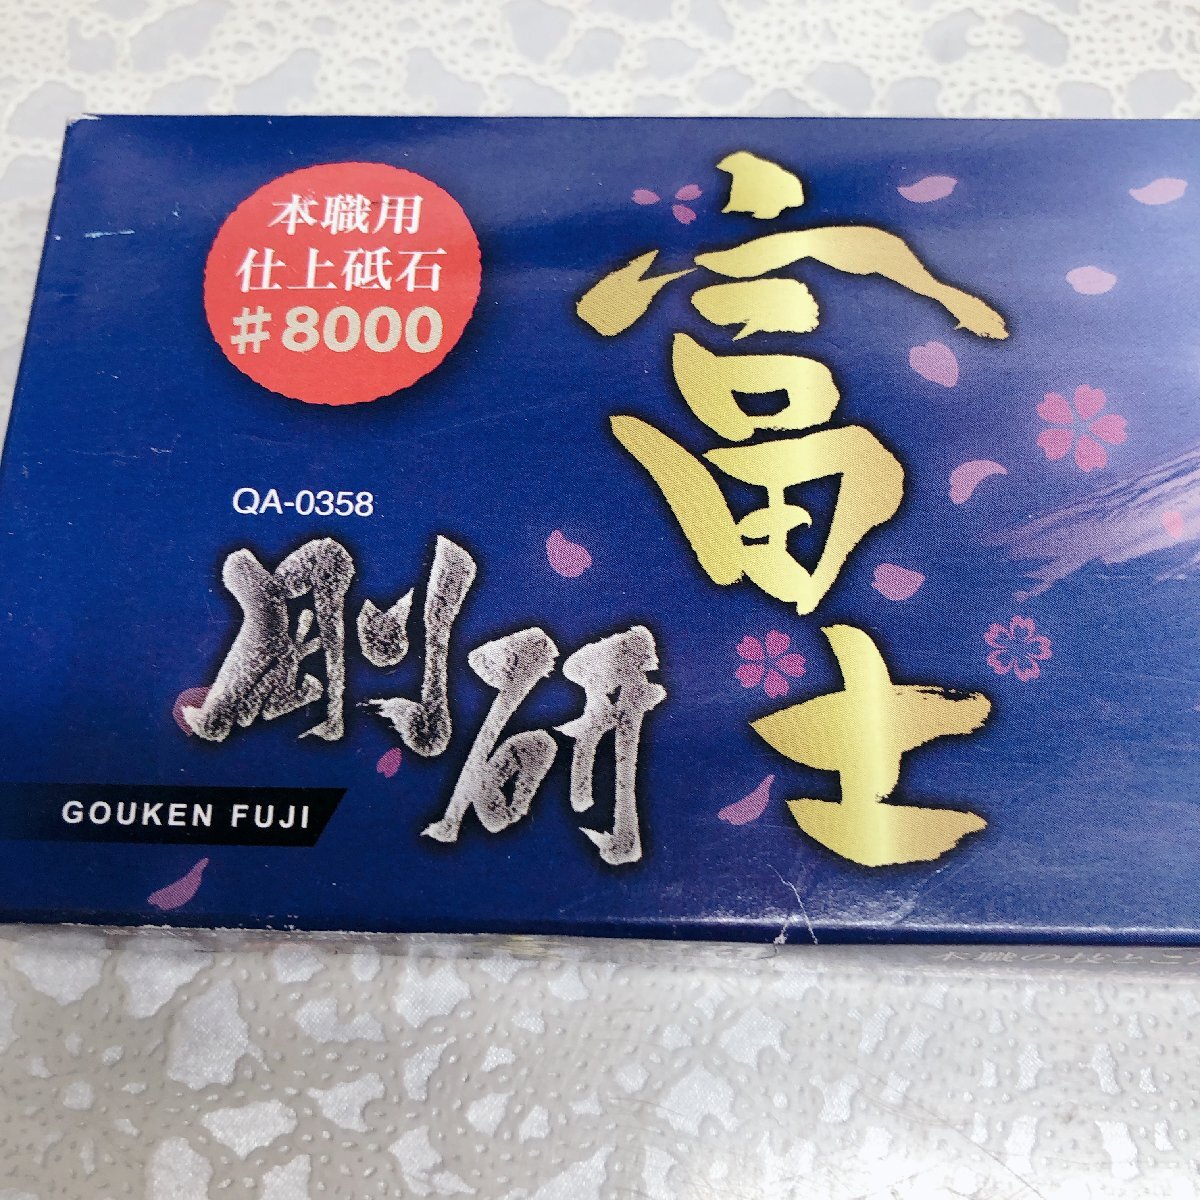 本職用
仕上砥石
#8000
QA-0358
剛研
富士
GOUKEN FUJI